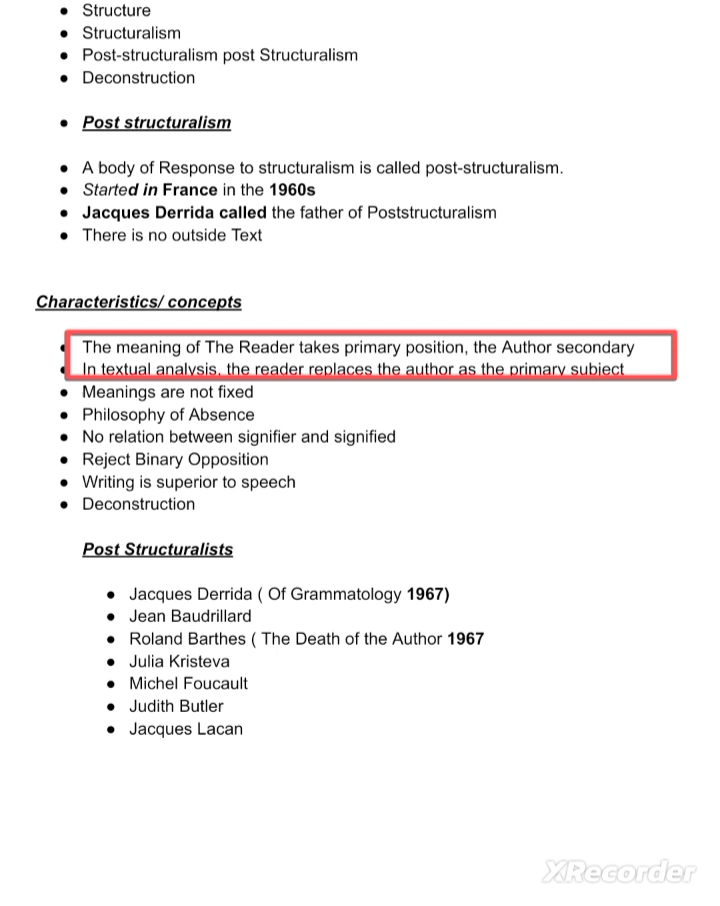 Structure
Structuralism
Post-structuralism post Structuralism
Deconstruction
Post structuralism
A body of Response to structuralism is called post-structuralism.
Started in France in the 1960s
Jacques Derrida called the father of Poststructuralism
There is no outside Text
Characteristics/ concepts
The meaning of The Reader takes primary position, the Author secondary
In textual analysis, the reader replaces the author as the primary subject
Meanings are not fixed
Philosophy of Absence
No relation between signifier and signified
Reject Binary Opposition
Writing is superior to speech
Deconstruction
Post Structuralists
Jacques Derrida ( Of Grammatology 1967)
Jean Baudrillard
Roland Barthes ( The Death of the Author 1967
Julia Kristeva
Michel Foucault
Judith Butler
Jacques Lacan
XRecorder